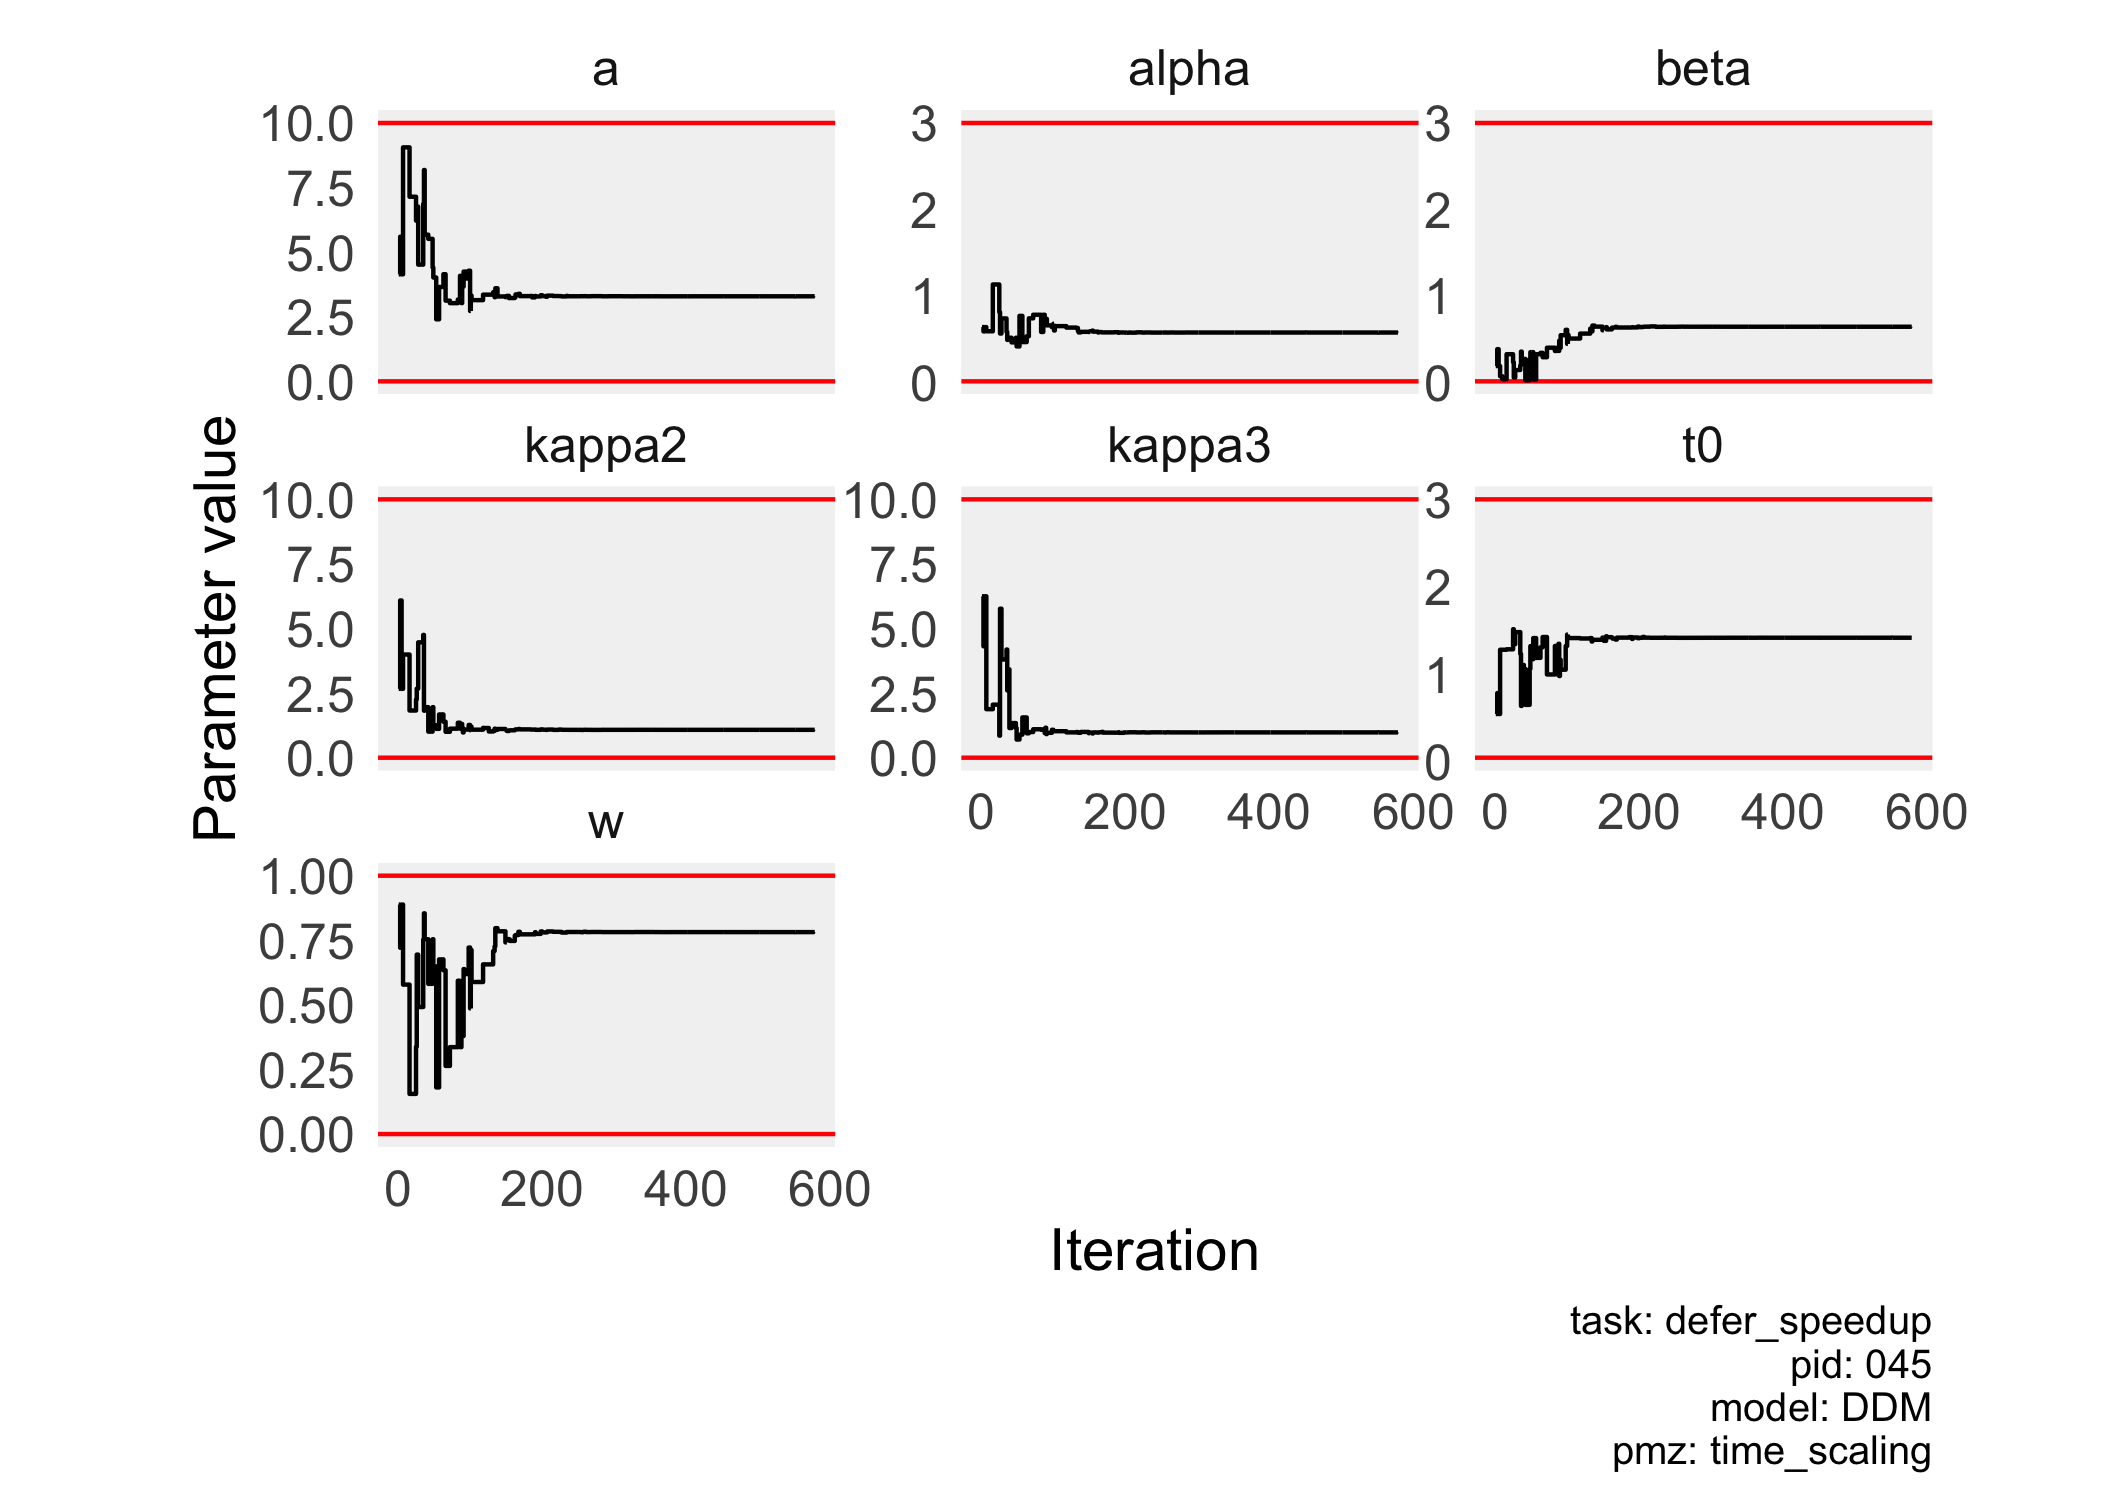 a
alpha
beta
10.0
7.5
5.0
2.5
0.0
3
2
1
0
3
2
1
0
kappa2
kappa3
t0
10.0
7.5
5.0
2.5
0.0
10.0
7.5
5.0
2.5
0.0
3
2
1
0
0 200 400 600
0 200 400 600
w
1.00
0.75
0.50
0.25
0.00
0 200 400 600
Parameter value
Iteration
task: defer_speedup
pid: 045
model: DDM
pmz: time_scaling